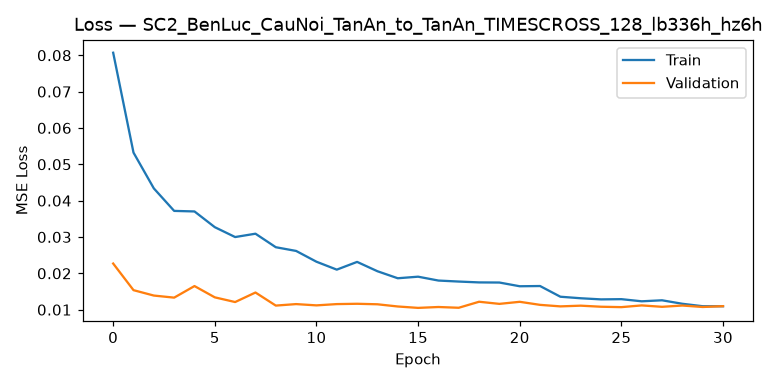 Loss — SC2_BenLuc_CauNoi_TanAn_to_TanAn_TIMESCROSS_128_lb336h_hz6h
Train
Validation
MSE Loss
0.08
0.07
0.06
0.05
0.04
0.03
0.02
0.01
0 5 10 15 20 25 30
Epoch